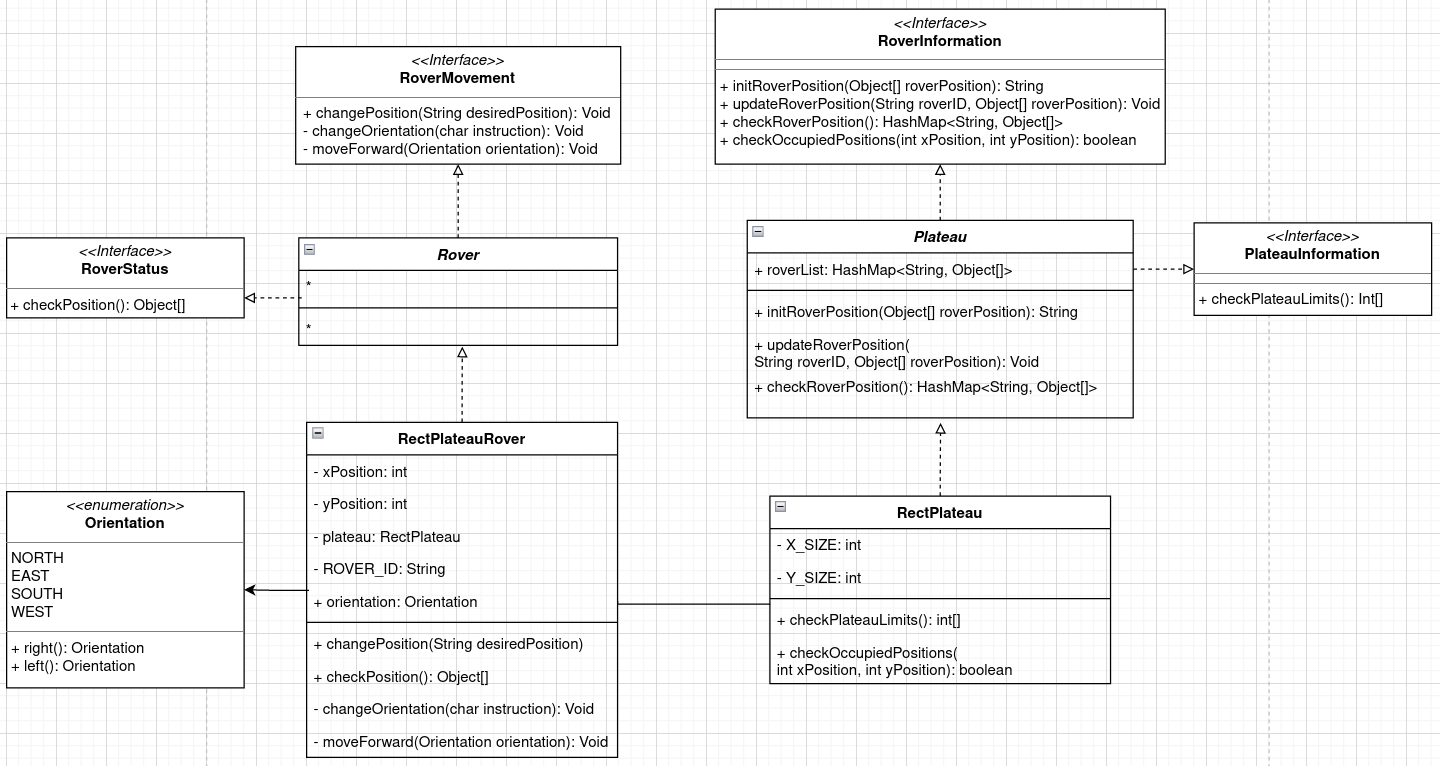 <<Interface>>
RoverMovement
+ changePosition(String desiredPosition): Void
- changeOrientation(char instruction): Void
- moveForward(Orientation orientation): Void
<<Interface>>
RoverInformation
+ initRoverPosition(Object[] roverPosition): String
+ updateRoverPosition(String roverID, Object[] roverPosition): Void
+ checkRoverPosition(): HashMap<String, Object[]>
+ checkOccupiedPositions(int xPosition, int yPosition): boolean
<<Interface>>
RoverStatus
+ checkPosition(): Object[]
Rover
*
*
Plateau
+ roverList: HashMap<String, Object[]>
+ initRoverPosition(Object[] roverPosition): String
+ updateRoverPosition(
String roverID, Object[] roverPosition): Void
+ checkRoverPosition(): HashMap<String, Object[]>
<<Interface>>
PlateauInformation
+ checkPlateauLimits(): Int[]
<<enumeration>>
Orientation
NORTH
EAST
SOUTH
WEST
+ right(): Orientation
+ left(): Orientation
RectPlateauRover
- xPosition: int
- yPosition: int
- plateau: RectPlateau
- ROVER_ID: String
+ orientation: Orientation
+ changePosition(String desiredPosition)
+ checkPosition(): Object[]
- changeOrientation(char instruction): Void
- moveForward(Orientation orientation): Void
RectPlateau
- X_SIZE: int
- Y_SIZE: int
+ checkPlateauLimits(): int[]
+ checkOccupiedPositions(
int xPosition, int yPosition): boolean